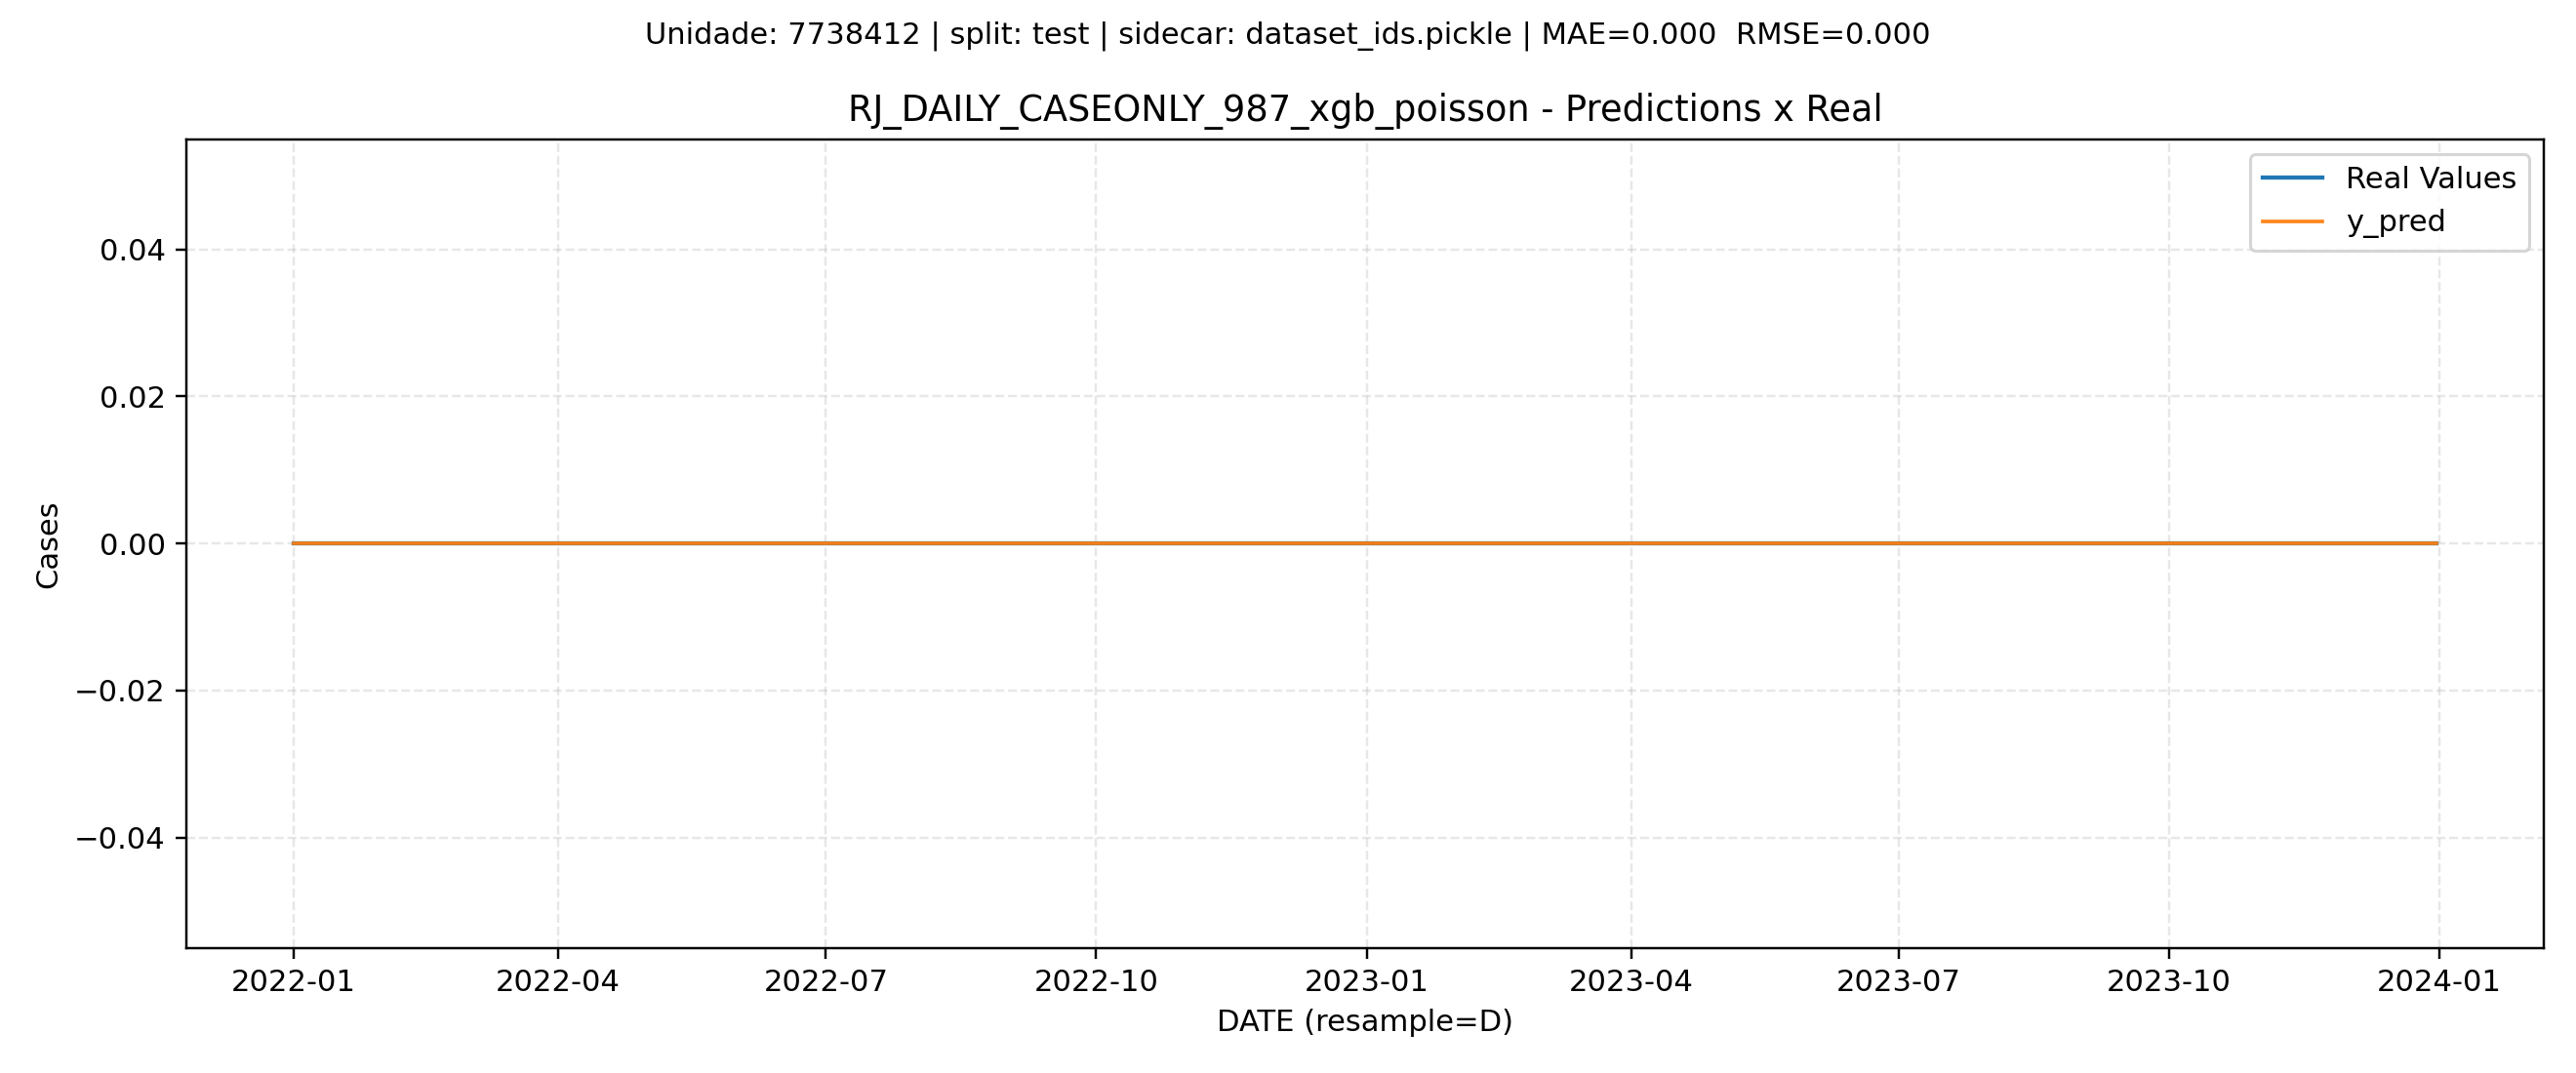 Unidade: 7738412 | split: test | sidecar: dataset_ids.pickle | MAE=0.000  RMSE=0.000
RJ_DAILY_CASEONLY_987_xgb_poisson - Predictions x Real
Real Values
y_pred
Cases
0.04
0.02
0.00
−0.02
−0.04
2022-01 2022-04 2022-07 2022-10 2023-01 2023-04 2023-07 2023-10 2024-01
DATE (resample=D)